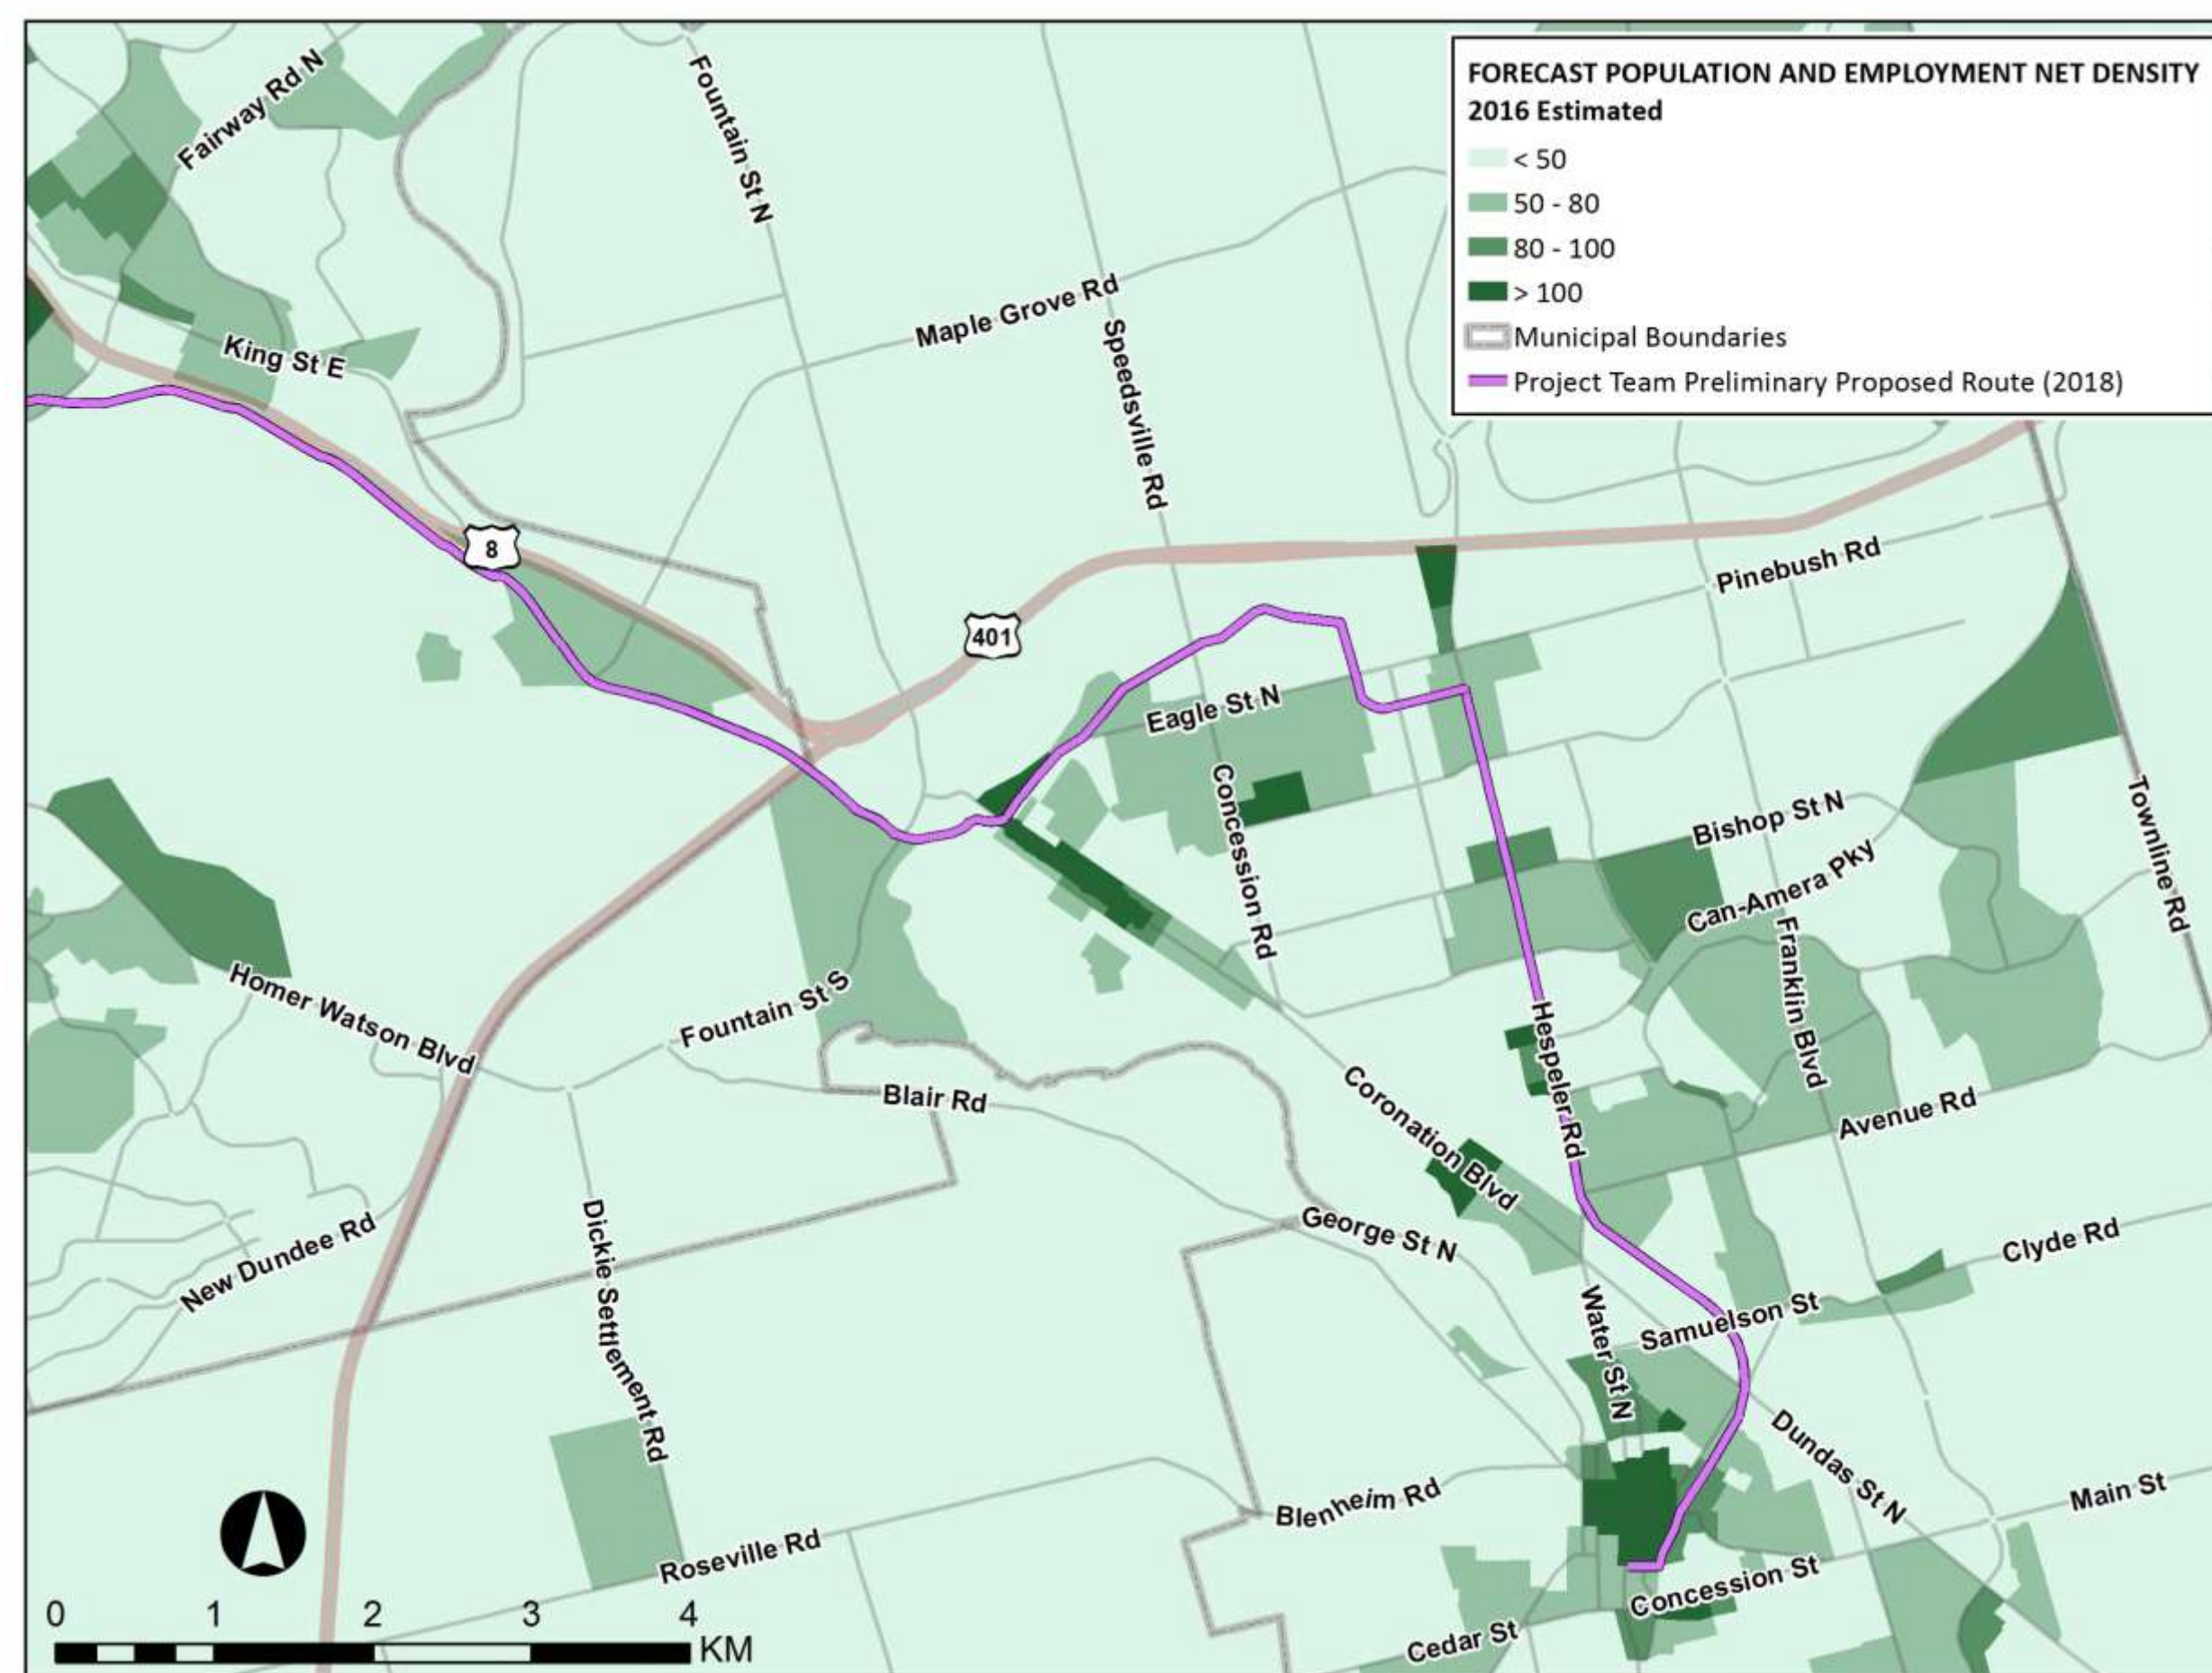 FORECAST POPULATION AND EMPLOYMENT NET DENSITY
2016 Estimated
< 50
50 - 80
80 - 100
> 100
Municipal Boundaries
Project Team Preliminary Proposed Route (2018)
Fairway Rd N
Fountain St N
Maple Grove Rd
Speedsville Rd
King St E
8
401
Pinebush Rd
Eagle St N
Concession Rd
Bishop St N
Can-Amera Pky
Townline Rd
Franklin Blvd
Homer Watson Blvd
Fountain St S
Hespeler Rd
Blair Rd
Coronation Blvd
Avenue Rd
George St N
Clyde Rd
New Dundee Rd
Dickie Settlement Rd
Water St N
Samuelson St
Dundas St N
Main St
Blenheim Rd
Roseville Rd
Concession St
Cedar St
0 1 2 3 4
KM